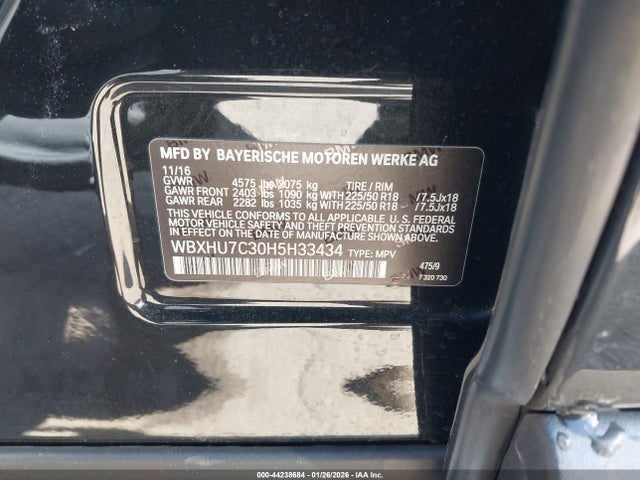 MFD BY BAYERISCHE MOTOREN WERKE AG
11/16
GVWR 4575 lbs 2075 kg TIRE / RIM
GAWR FRONT 2403 lbs 1090 kg WITH 225/50 R18 /7.5Jx18
GAWR REAR 2282 lbs 1035 kg WITH 225/50 R18 /7.5Jx18
THIS VEHICLE CONFORMS TO ALL APPLICABLE U. S. FEDERAL
MOTOR VEHICLE SAFETY, BUMPER, AND THEFT
PREVENTION STANDARDS IN EFFECT ON THE DATE OF
MANUFACTURE SHOWN ABOVE.
WBXHU7C30H5H33434 TYPE: MPV
475/9
7 320 730
000-44238684 | 01/26/2026 | IAA Inc.